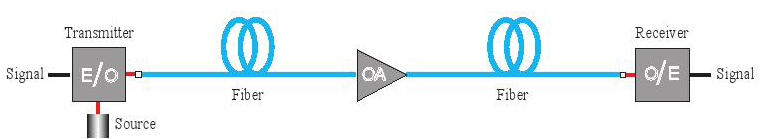 Transmitter
Receiver
Signal
E/O
OA
O/E
Signal
Fiber
Fiber
Source